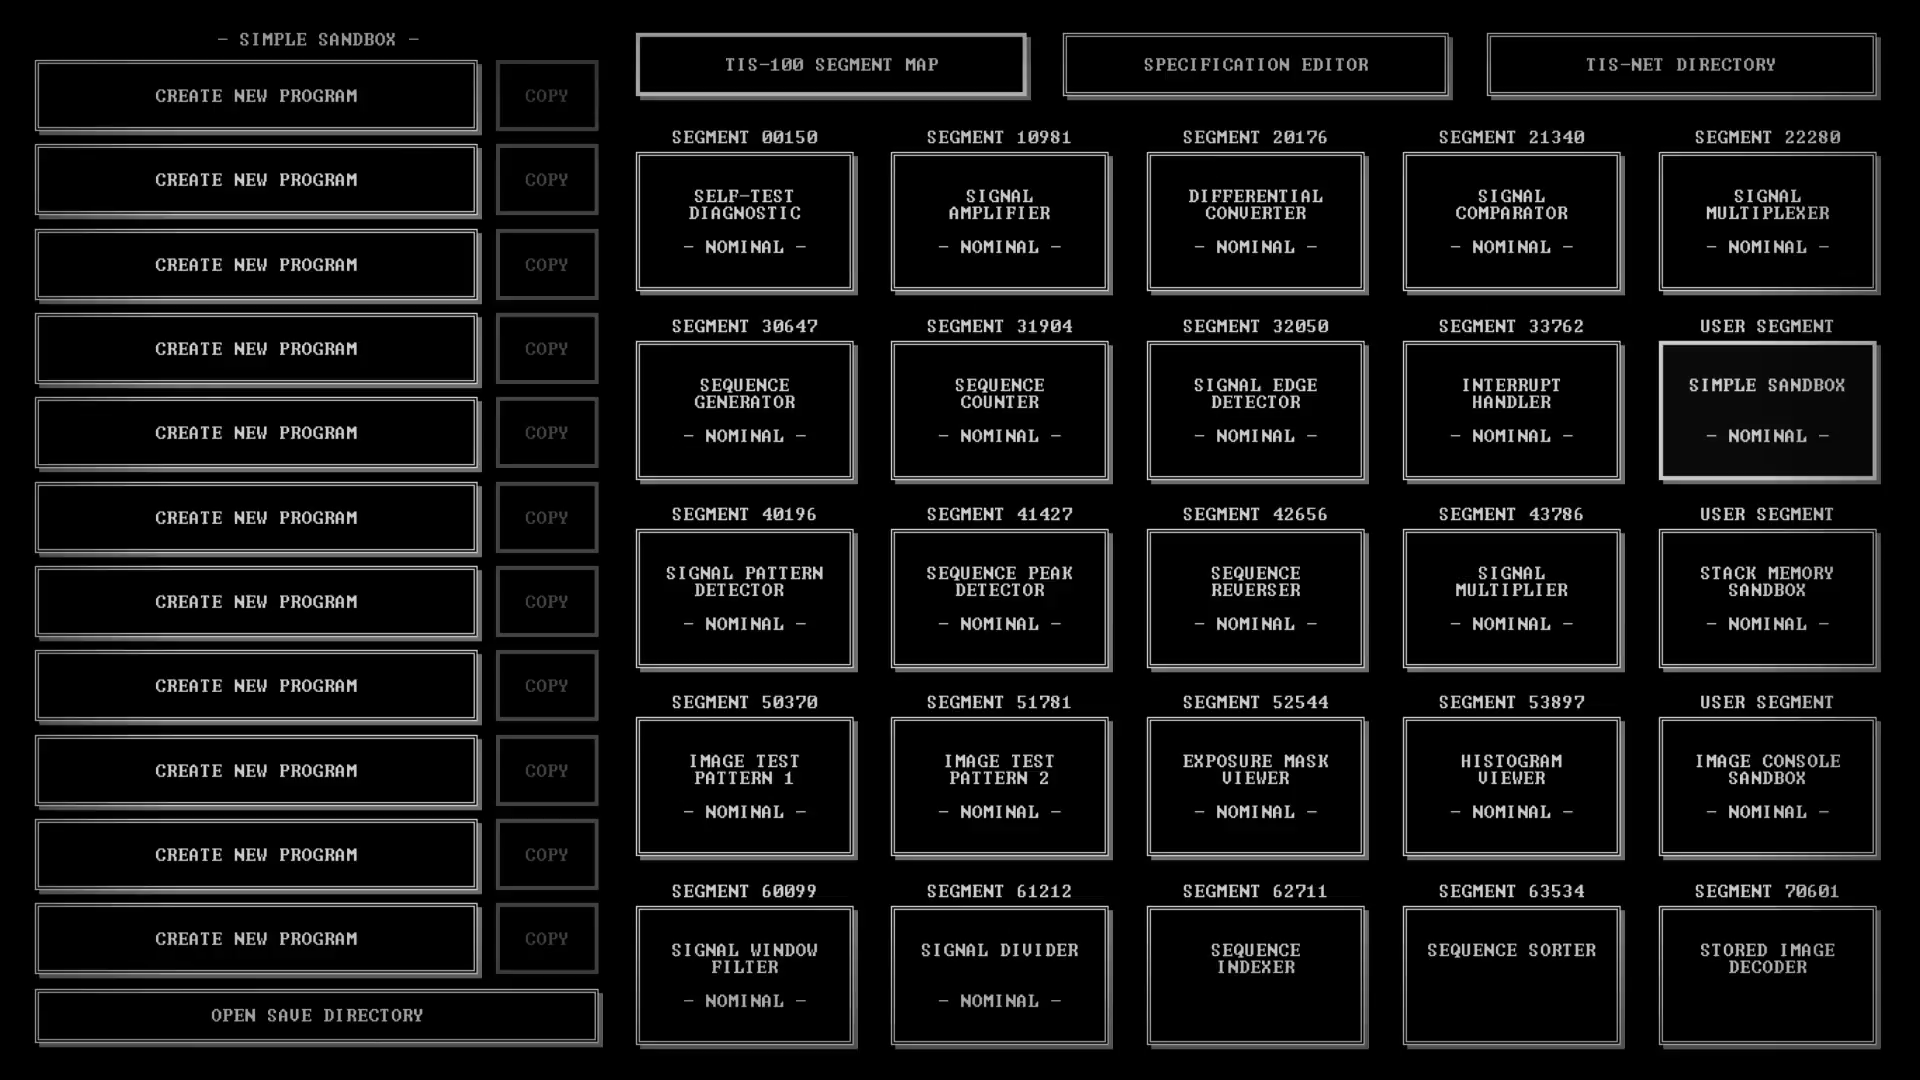 — SIMPLE SANDBOX —
CREATE NEW PROGRAM
COPY
CREATE NEW PROGRAM
COPY
CREATE NEW PROGRAM
COPY
CREATE NEW PROGRAM
COPY
CREATE NEW PROGRAM
COPY
CREATE NEW PROGRAM
COPY
CREATE NEW PROGRAM
COPY
CREATE NEW PROGRAM
COPY
CREATE NEW PROGRAM
COPY
CREATE NEW PROGRAM
COPY
CREATE NEW PROGRAM
COPY
OPEN SAVE DIRECTORY
TIS-100 SEGMENT MAP
SPECIFICATION EDITOR
TIS-NET DIRECTORY
SEGMENT 00150
SELF-TEST
DIAGNOSTIC
— NOMINAL —
SEGMENT 10981
SIGNAL
AMPLIFIER
— NOMINAL —
SEGMENT 20176
DIFFERENTIAL
CONVERTER
— NOMINAL —
SEGMENT 21340
SIGNAL
COMPARATOR
— NOMINAL —
SEGMENT 22280
SIGNAL
MULTIPLEXER
— NOMINAL —
SEGMENT 30647
SEQUENCE
GENERATOR
— NOMINAL —
SEGMENT 31904
SEQUENCE
COUNTER
— NOMINAL —
SEGMENT 32050
SIGNAL EDGE
DETECTOR
— NOMINAL —
SEGMENT 33762
INTERRUPT
HANDLER
— NOMINAL —
USER SEGMENT
SIMPLE SANDBOX
— NOMINAL —
SEGMENT 40196
SIGNAL PATTERN
DETECTOR
— NOMINAL —
SEGMENT 41427
SEQUENCE PEAK
DETECTOR
— NOMINAL —
SEGMENT 42656
SEQUENCE
REVERSER
— NOMINAL —
SEGMENT 43786
SIGNAL
MULTIPLIER
— NOMINAL —
USER SEGMENT
STACK MEMORY
SANDBOX
— NOMINAL —
SEGMENT 50370
IMAGE TEST
PATTERN 1
— NOMINAL —
SEGMENT 51781
IMAGE TEST
PATTERN 2
— NOMINAL —
SEGMENT 52544
EXPOSURE MASK
VIEWER
— NOMINAL —
SEGMENT 53897
HISTOGRAM
VIEWER
— NOMINAL —
USER SEGMENT
IMAGE CONSOLE
SANDBOX
— NOMINAL —
SEGMENT 60099
SIGNAL WINDOW
FILTER
— NOMINAL —
SEGMENT 61212
SIGNAL DIVIDER
— NOMINAL —
SEGMENT 62711
SEQUENCE
INDEXER
SEGMENT 63534
SEQUENCE SORTER
SEGMENT 70601
STORED IMAGE
DECODER